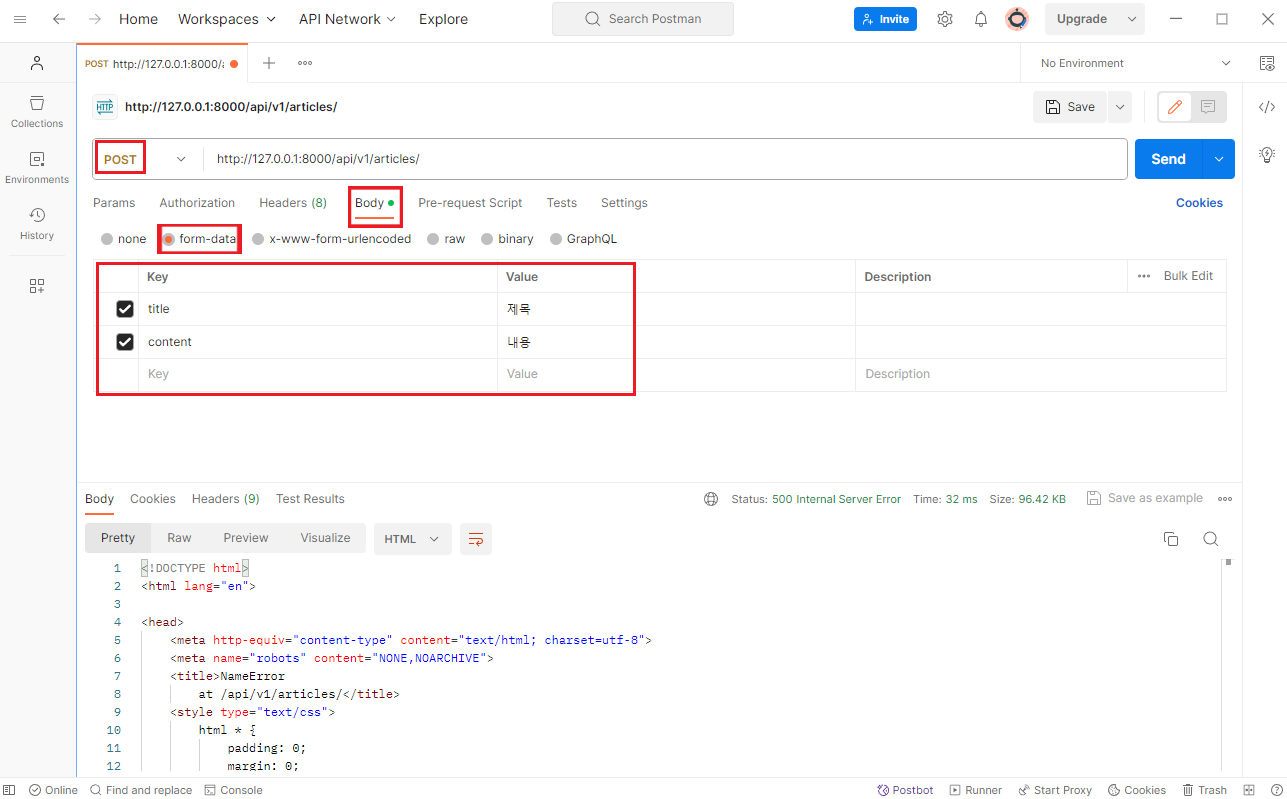 Home Workspaces API Network Explore Search Postman Invite Upgrade
POST http://127.0.0.1:8000/a No Environment
HTTP http://127.0.0.1:8000/api/v1/articles/ Save
Collections
POST http://127.0.0.1:8000/api/v1/articles/ Send
Environments
Params Authorization Headers (8) Body Pre-request Script Tests Settings Cookies
History
none form-data x-www-form-urlencoded raw binary GraphQL
Key Value Description Bulk Edit
title 제목
content 내용
Key Value Description
Body Cookies Headers (9) Test Results Status: 500 Internal Server Error Time: 32 ms Size: 96.42 KB Save as example
Pretty Raw Preview Visualize HTML
1 <!DOCTYPE html>
2 <html lang="en">
3
4 <head>
5 <meta http-equiv="content-type" content="text/html; charset=utf-8">
6 <meta name="robots" content="NONE,NOARCHIVE">
7 <title>NameError
8 at /api/v1/articles/</title>
9 <style type="text/css">
10 html * {
11 padding: 0;
12 margin: 0;
Online Find and replace Console Postbot Runner Start Proxy Cookies Trash